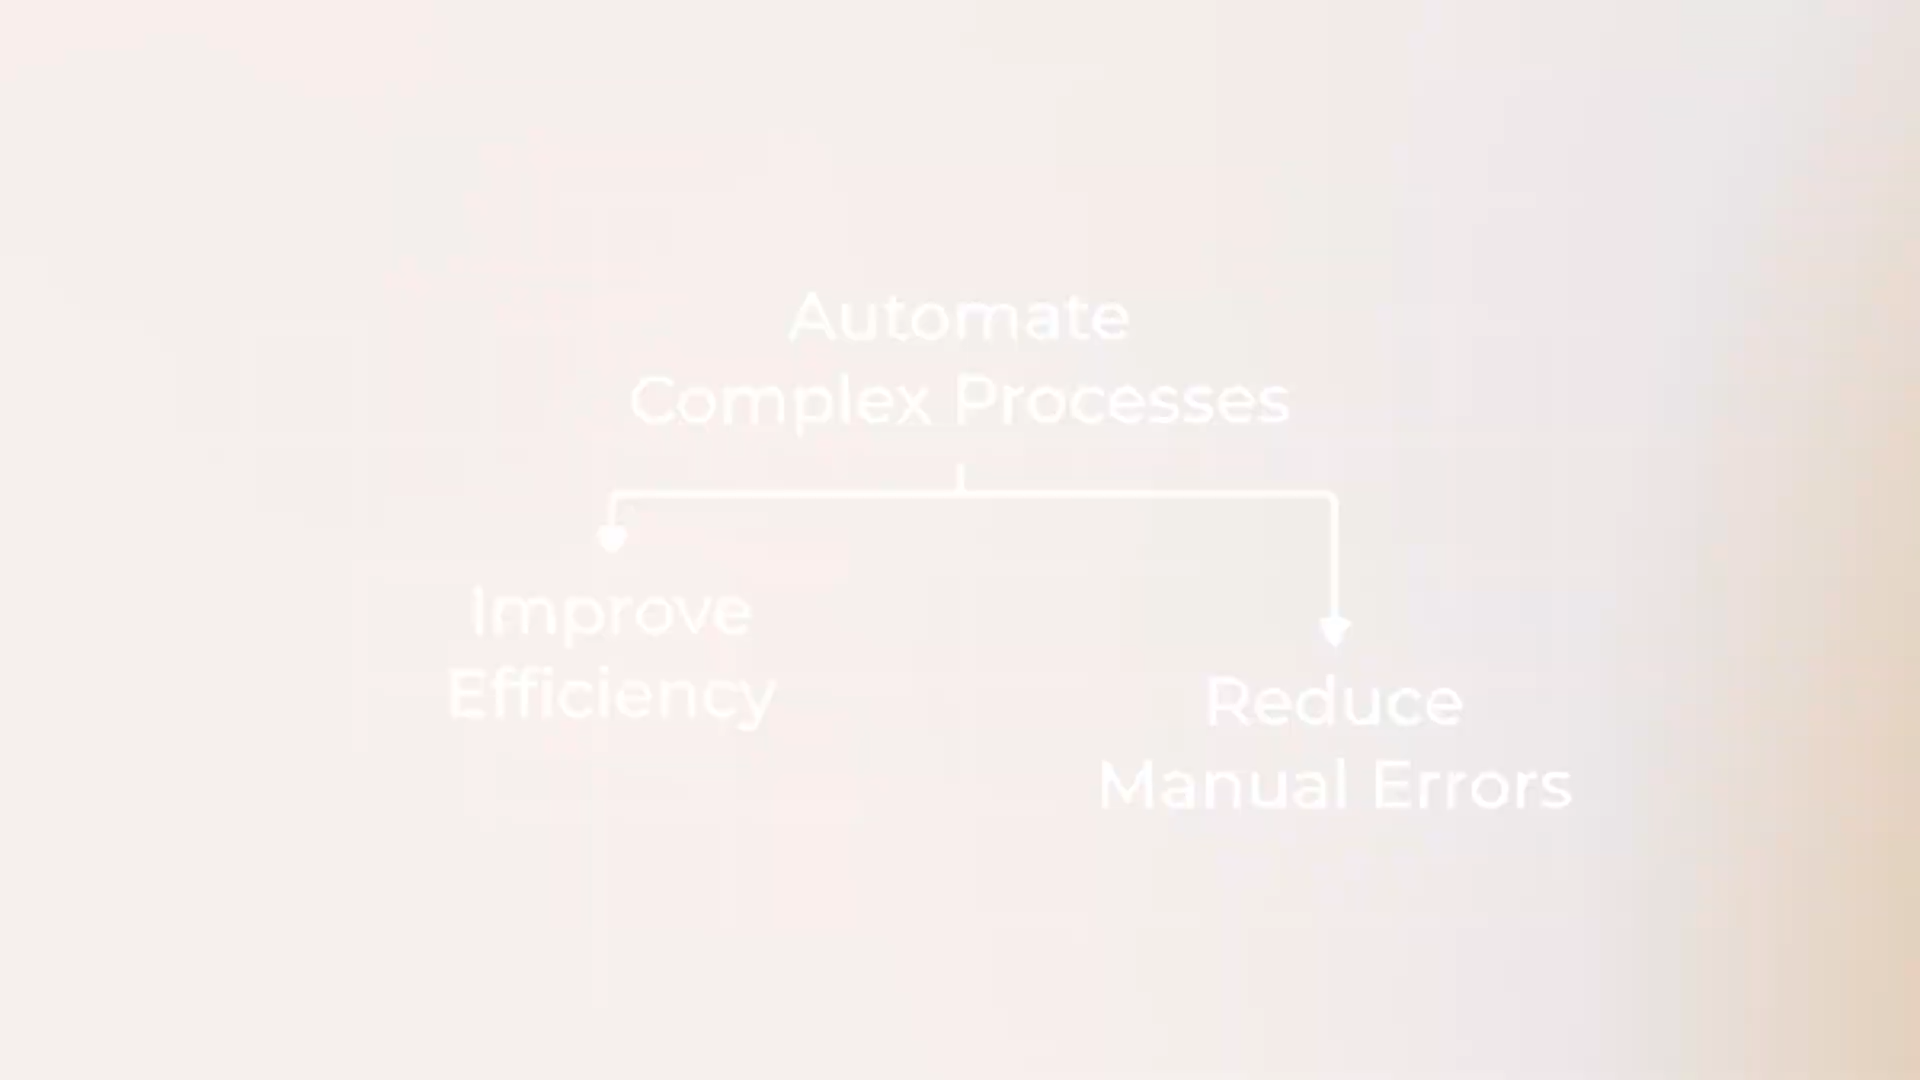 Automate
Complex Processes
Improve
Efficiency
Reduce
Manual Errors